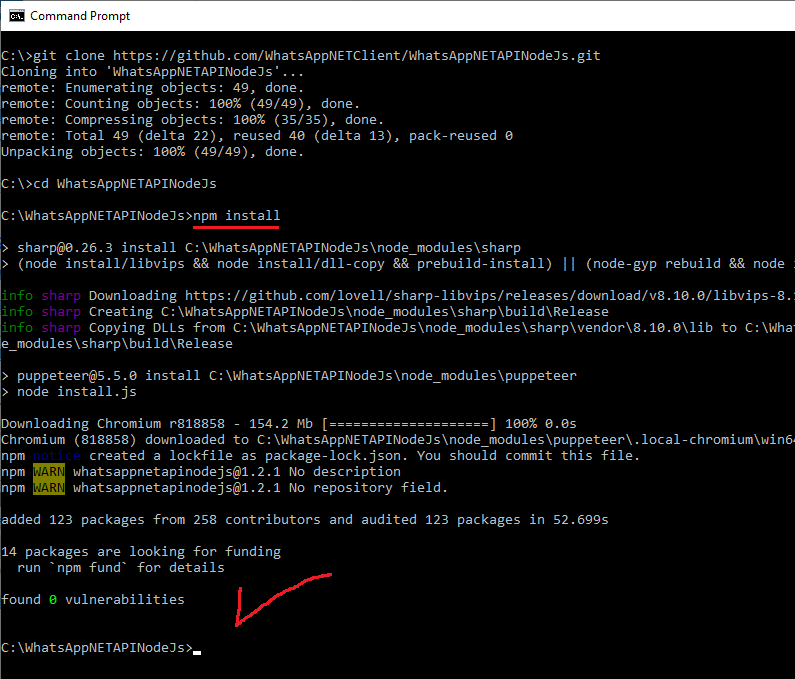 Command Prompt
C:\>git clone https://github.com/WhatsAppNETClient/WhatsAppNETAPINodeJs.git
Cloning into 'WhatsAppNETAPINodeJs'...
remote: Enumerating objects: 49, done.
remote: Counting objects: 100% (49/49), done.
remote: Compressing objects: 100% (35/35), done.
remote: Total 49 (delta 22), reused 40 (delta 13), pack-reused 0
Unpacking objects: 100% (49/49), done.
C:\>cd WhatsAppNETAPINodeJs
C:\WhatsAppNETAPINodeJs>npm install
> sharp@0.26.3 install C:\WhatsAppNETAPINodeJs\node_modules\sharp
> (node install/libvips && node install/dll-copy && prebuild-install) || (node-gyp rebuild && node i
info sharp Downloading https://github.com/lovell/sharp-libvips/releases/download/v8.10.0/libvips-8.1
info sharp Creating C:\WhatsAppNETAPINodeJs\node_modules\sharp\build\Release
info sharp Copying DLLs from C:\WhatsAppNETAPINodeJs\node_modules\sharp\vendor\8.10.0\lib to C:\What
e_modules\sharp\build\Release
> puppeteer@5.5.0 install C:\WhatsAppNETAPINodeJs\node_modules\puppeteer
> node install.js
Downloading Chromium r818858 - 154.2 Mb [====================] 100% 0.0s
Chromium (818858) downloaded to C:\WhatsAppNETAPINodeJs\node_modules\puppeteer\.local-chromium\win64
npm notice created a lockfile as package-lock.json. You should commit this file.
npm WARN whatsappnetapinodejs@1.2.1 No description
npm WARN whatsappnetapinodejs@1.2.1 No repository field.
added 123 packages from 258 contributors and audited 123 packages in 52.699s
14 packages are looking for funding
run `npm fund` for details
found 0 vulnerabilities
C:\WhatsAppNETAPINodeJs>